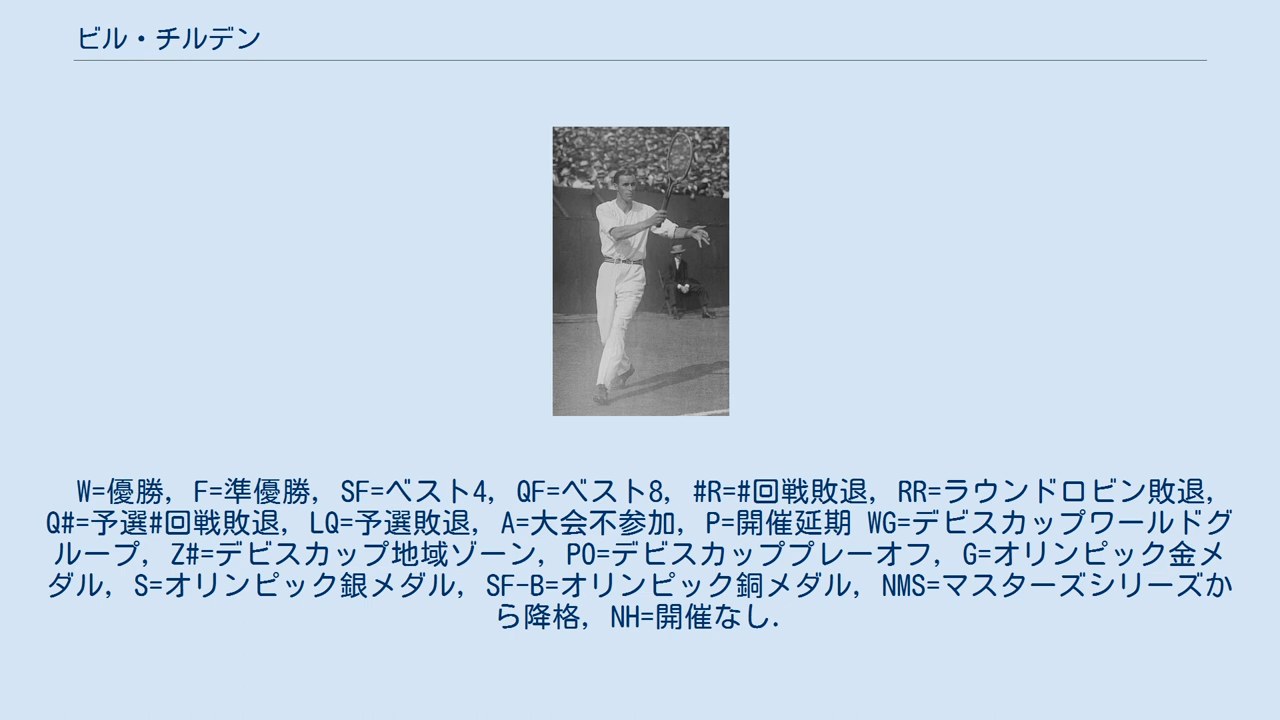 ビル・チルデン
W=優勝, F=準優勝, SF=ベスト4, QF=ベスト8, #R=#回戦敗退, RR=ラウンドロビン敗退,
Q#=予選#回戦敗退, LQ=予選敗退, A=大会不参加, P=開催延期 WG=デビスカップワールドグ
ループ, Z#=デビスカップ地域ゾーン, PO=デビスカッププレーオフ, G=オリンピック金メ
ダル, S=オリンピック銀メダル, SF-B=オリンピック銅メダル, NMS=マスターズシリーズか
ら降格, NH=開催なし.